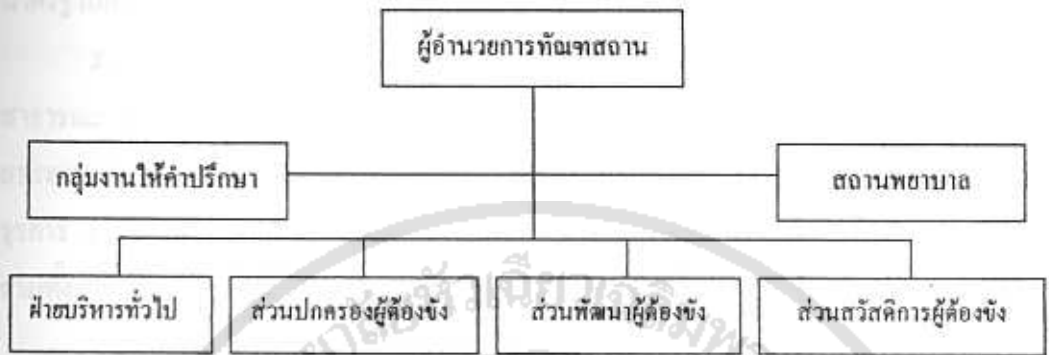 ผู้อำนวยการทัณฑสถาน
กลุ่มงานให้คำปรึกษา
สถานพยาบาล
ฝ่ายบริหารทั่วไป
ส่วนปกครองผู้ต้องขัง
ส่วนพัฒนาผู้ต้องขัง
ส่วนสวัสดิการผู้ต้องขัง